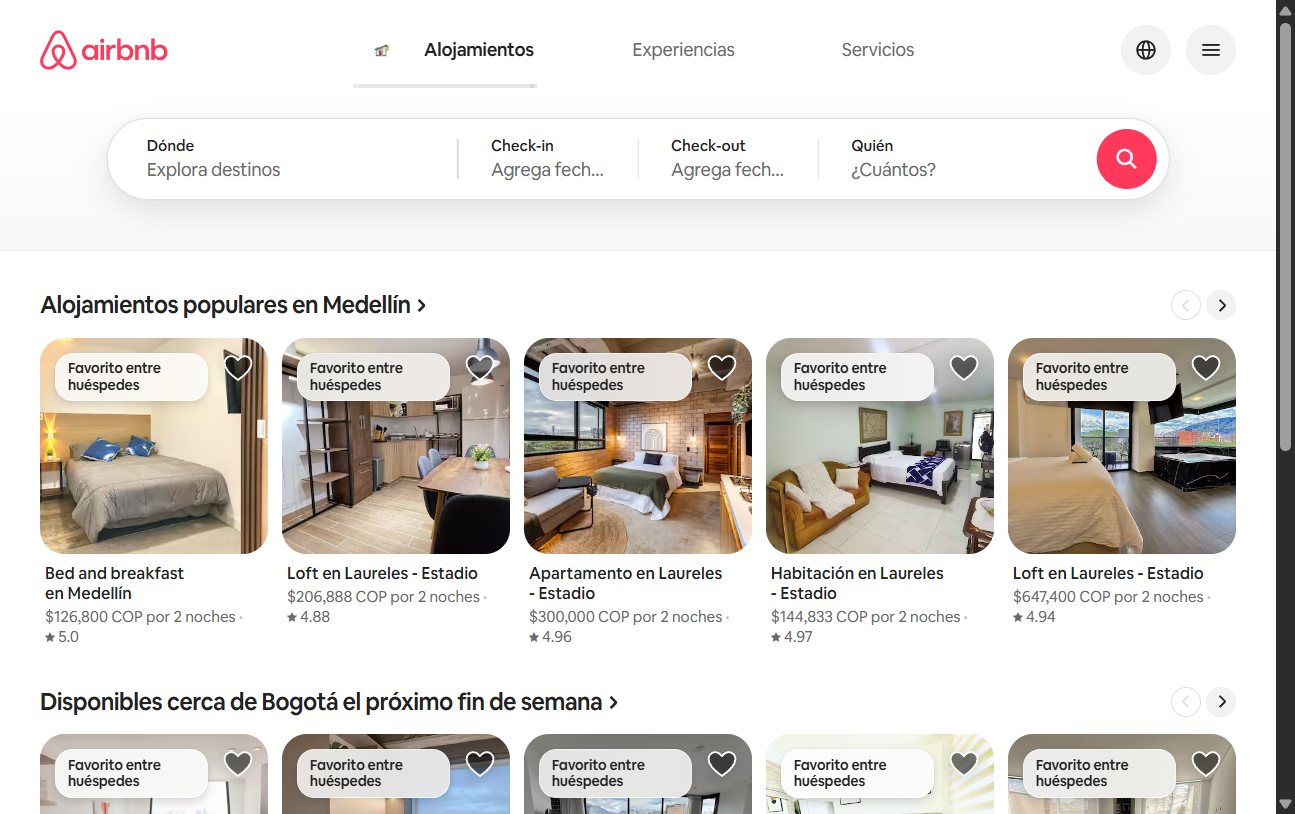 airbnb
Alojamientos
Experiencias
Servicios
Dónde
Explora destinos
Check-in
Agrega fech...
Check-out
Agrega fech...
Quién
¿Cuántos?
Alojamientos populares en Medellín
Favorito entre
huéspedes
Favorito entre
huéspedes
Favorito entre
huéspedes
Favorito entre
huéspedes
Favorito entre
huéspedes
Bed and breakfast
en Medellín
$126,800 COP por 2 noches ·
★ 5.0
Loft en Laureles - Estadio
$206,888 COP por 2 noches ·
★ 4.88
Apartamento en Laureles
- Estadio
$300,000 COP por 2 noches ·
★ 4.96
Habitación en Laureles
- Estadio
$144,833 COP por 2 noches ·
★ 4.97
Loft en Laureles - Estadio
$647,400 COP por 2 noches ·
★ 4.94
Disponibles cerca de Bogotá el próximo fin de semana
Favorito entre
huéspedes
Favorito entre
huéspedes
Favorito entre
huéspedes
Favorito entre
huéspedes
Favorito entre
huéspedes